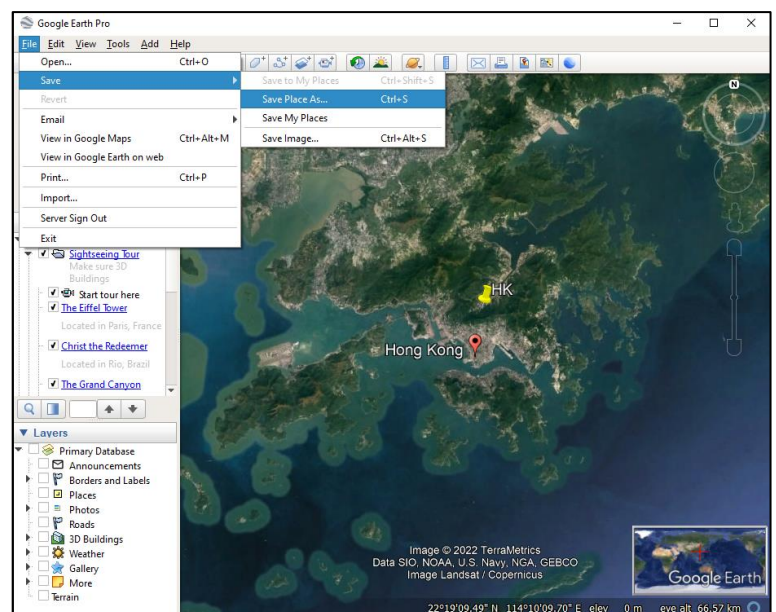 Google Earth Pro
File Edit View Tools Add Help
Open... Ctrl+O
Save
Revert
Email
View in Google Maps Ctrl+Alt+M
View in Google Earth on web
Print... Ctrl+P
Import...
Server Sign Out
Exit
Save to My Places Ctrl+Shift+S
Save Place As... Ctrl+S
Save My Places
Save Image... Ctrl+Alt+S
Sightseeing Tour
Make sure 3D
Buildings
Start tour here
The Eiffel Tower
Located in Paris, France
Christ the Redeemer
Located in Rio, Brazil
The Grand Canyon
Layers
Primary Database
Announcements
Borders and Labels
Places
Photos
Roads
3D Buildings
Weather
Gallery
More
Terrain
N
HK
Hong Kong
Image © 2022 TerraMetrics
Data SIO, NOAA, U.S. Navy, NGA, GEBCO
Image Landsat / Copernicus
Google Earth
22°19'09.49" N 114°10'09.70" E elev 0 m eye alt 66.57 km